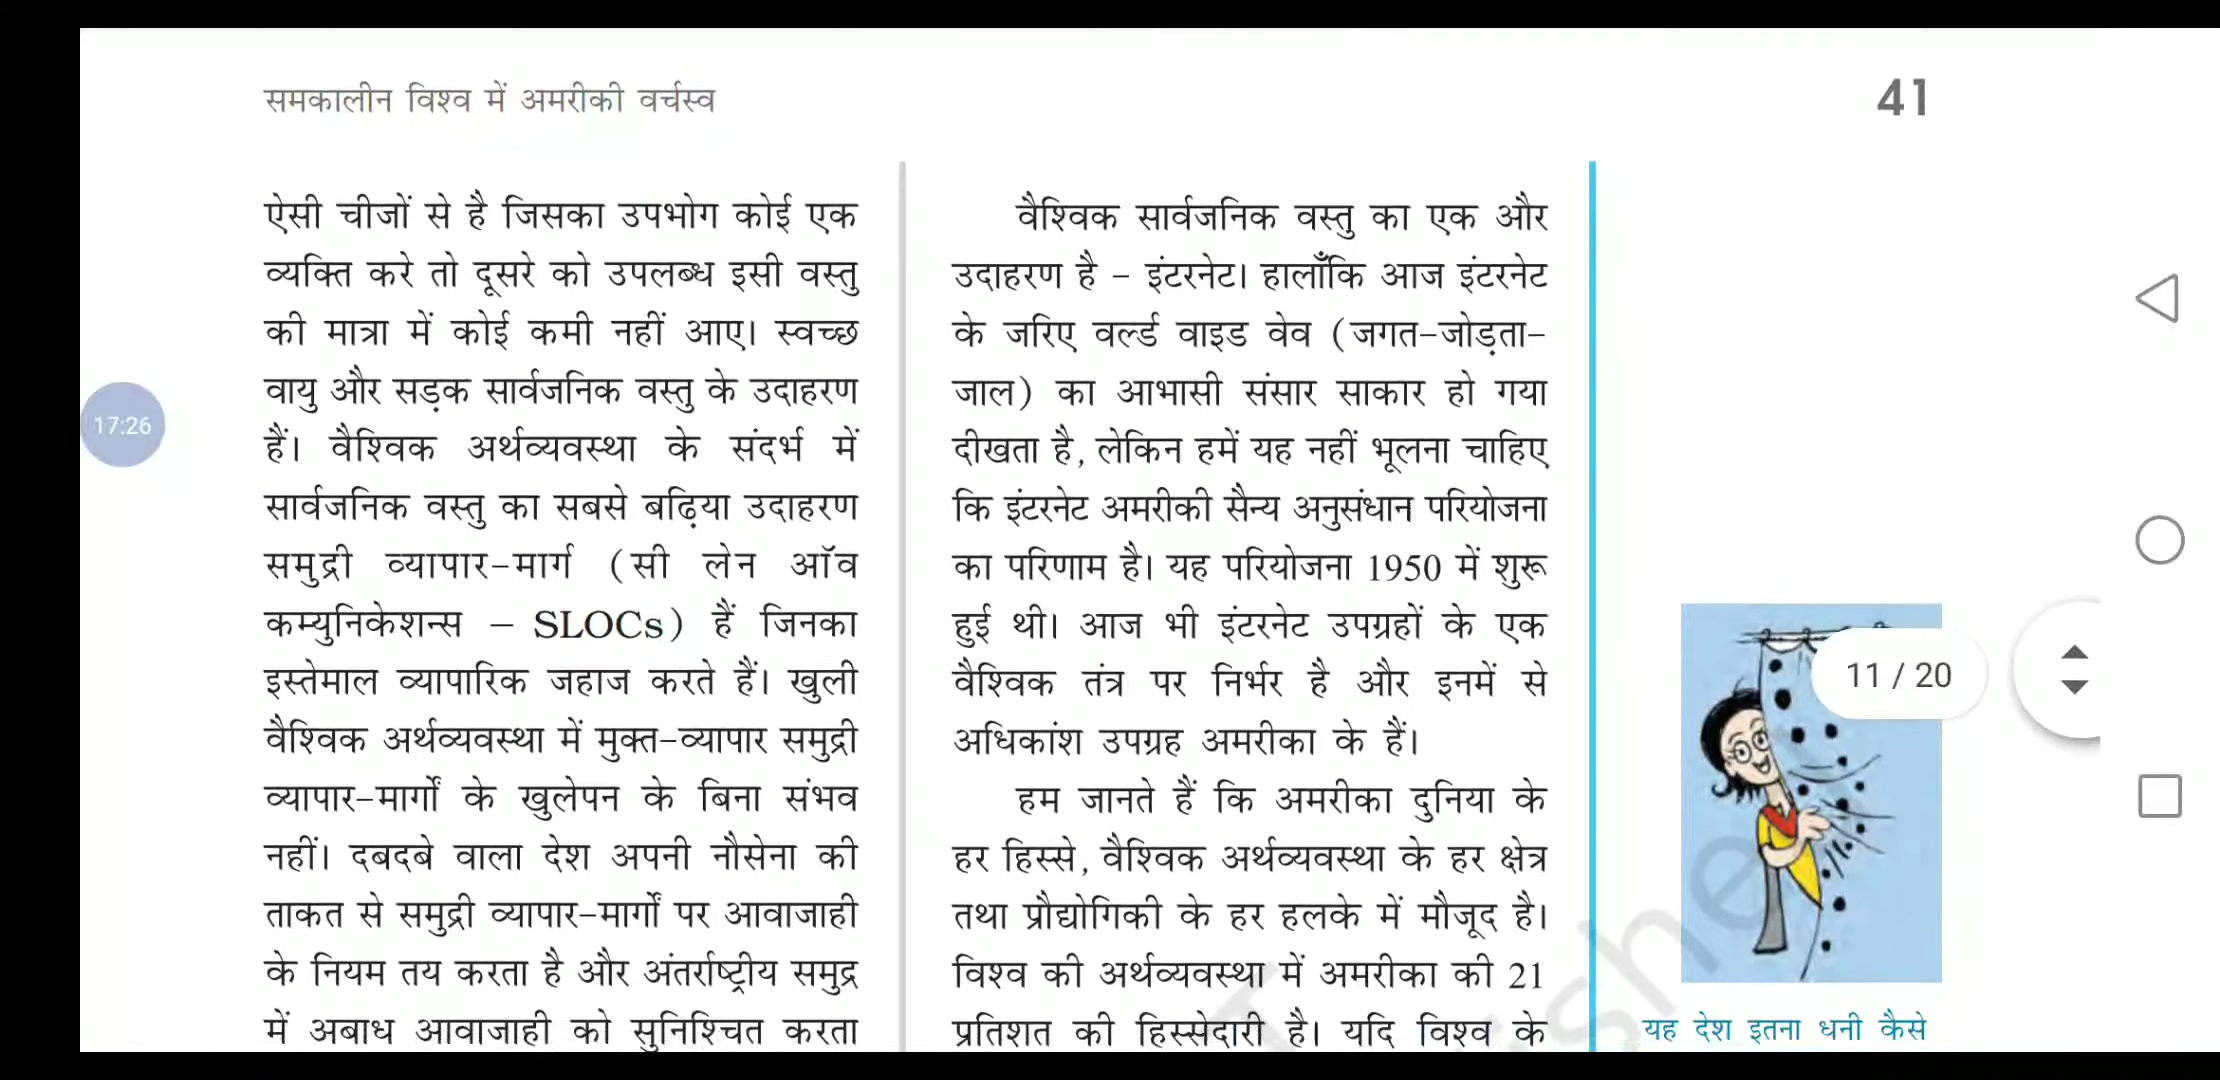 समकालीन विश्व में अमरीकी वर्चस्व
41
ऐसी चीजों से है जिसका उपभोग कोई एक
व्यक्ति करे तो दूसरे को उपलब्ध इसी वस्तु
की मात्रा में कोई कमी नहीं आए। स्वच्छ
वायु और सड़क सार्वजनिक वस्तु के उदाहरण
हैं। वैश्विक अर्थव्यवस्था के संदर्भ में
सार्वजनिक वस्तु का सबसे बढ़िया उदाहरण
समुद्री व्यापार-मार्ग (सी लेन ऑव
कम्युनिकेशन्स – SLOCs) हैं जिनका
इस्तेमाल व्यापारिक जहाज करते हैं। खुली
वैश्विक अर्थव्यवस्था में मुक्त-व्यापार समुद्री
व्यापार-मार्गों के खुलेपन के बिना संभव
नहीं। दबदबे वाला देश अपनी नौसेना की
ताकत से समुद्री व्यापार-मार्गों पर आवाजाही
के नियम तय करता है और अंतर्राष्ट्रीय समुद्र
में अबाध आवाजाही को सुनिश्चित करता
वैश्विक सार्वजनिक वस्तु का एक और
उदाहरण है – इंटरनेट। हालाँकि आज इंटरनेट
के जरिए वर्ल्ड वाइड वेव (जगत-जोड़ता-
जाल) का आभासी संसार साकार हो गया
दीखता है, लेकिन हमें यह नहीं भूलना चाहिए
कि इंटरनेट अमरीकी सैन्य अनुसंधान परियोजना
का परिणाम है। यह परियोजना 1950 में शुरू
हुई थी। आज भी इंटरनेट उपग्रहों के एक
वैश्विक तंत्र पर निर्भर है और इनमें से
अधिकांश उपग्रह अमरीका के हैं।
हम जानते हैं कि अमरीका दुनिया के
हर हिस्से, वैश्विक अर्थव्यवस्था के हर क्षेत्र
तथा प्रौद्योगिकी के हर हलके में मौजूद है।
विश्व की अर्थव्यवस्था में अमरीका की 21
प्रतिशत की हिस्सेदारी है। यदि विश्व के
यह देश इतना धनी कैसे
17:26
11 / 20